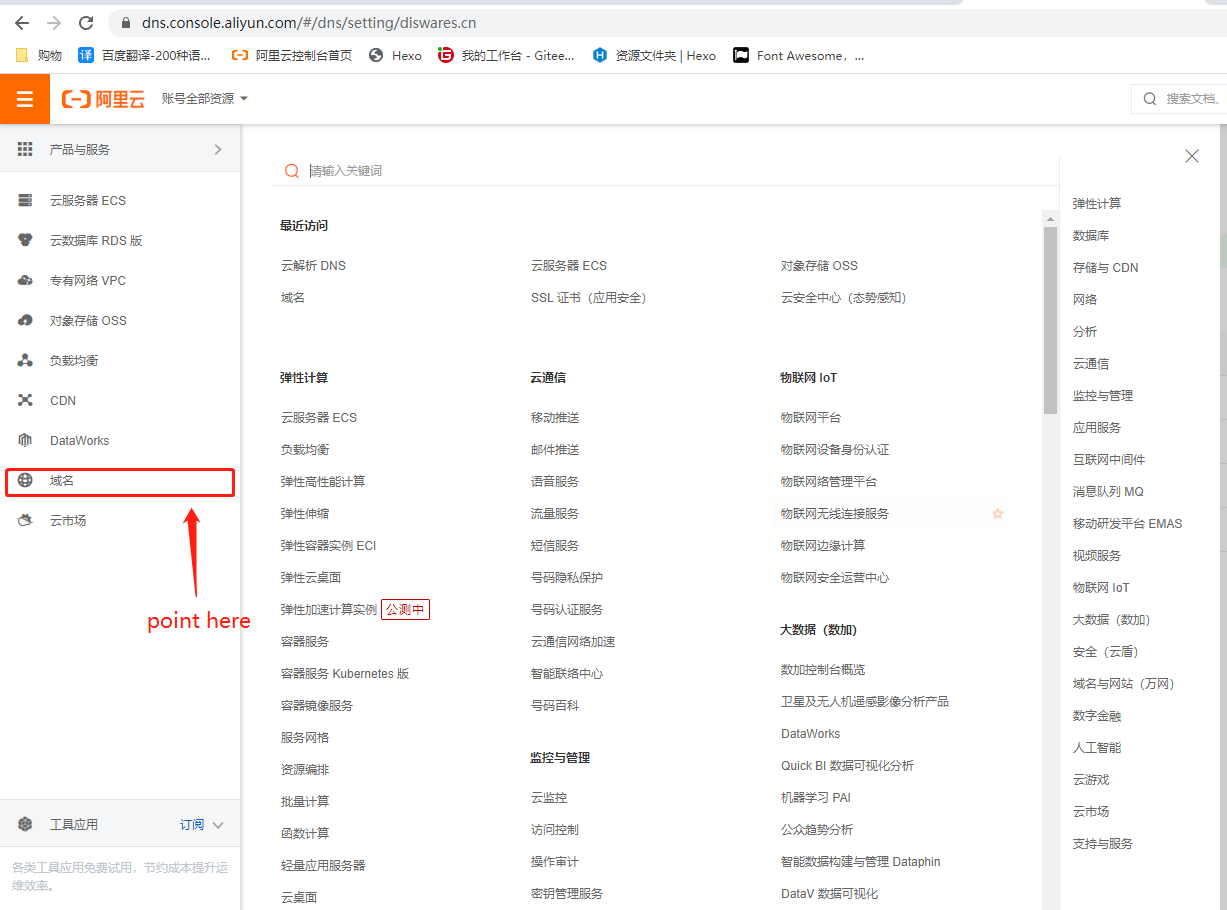 dns.console.aliyun.com/#/dns/setting/diswares.cn
购物 译 百度翻译-200种语... 阿里云控制台首页 Hexo 我的工作台 - Gitee... H 资源文件夹 | Hexo Font Awesome，...
阿里云 账号全部资源 搜索文档、
产品与服务
云服务器 ECS
云数据库 RDS 版
专有网络 VPC
对象存储 OSS
负载均衡
CDN
DataWorks
域名
云市场
point here
工具应用 订阅
各类工具应用免费试用，节约成本提升运
维效率。
请输入关键词
最近访问
云解析 DNS 云服务器 ECS 对象存储 OSS
域名 SSL 证书（应用安全） 云安全中心（态势感知）
弹性计算
云服务器 ECS
负载均衡
弹性高性能计算
弹性伸缩
弹性容器实例 ECI
弹性云桌面
弹性加速计算实例 公测中
容器服务
容器服务 Kubernetes 版
容器镜像服务
服务网格
资源编排
批量计算
函数计算
轻量应用服务器
云桌面
云通信
移动推送
邮件推送
语音服务
流量服务
短信服务
号码隐私保护
号码认证服务
云通信网络加速
智能联络中心
号码百科
监控与管理
云监控
访问控制
操作审计
密钥管理服务
物联网 IoT
物联网平台
物联网设备身份认证
物联网络管理平台
物联网无线连接服务
物联网边缘计算
物联网安全运营中心
大数据（数加）
数加控制台概览
卫星及无人机遥感影像分析产品
DataWorks
Quick BI 数据可视化分析
机器学习 PAI
公众趋势分析
智能数据构建与管理 Dataphin
DataV 数据可视化
弹性计算
数据库
存储与 CDN
网络
分析
云通信
监控与管理
应用服务
互联网中间件
消息队列 MQ
移动研发平台 EMAS
视频服务
物联网 IoT
大数据（数加）
安全（云盾）
域名与网站（万网）
数字金融
人工智能
云游戏
云市场
支持与服务